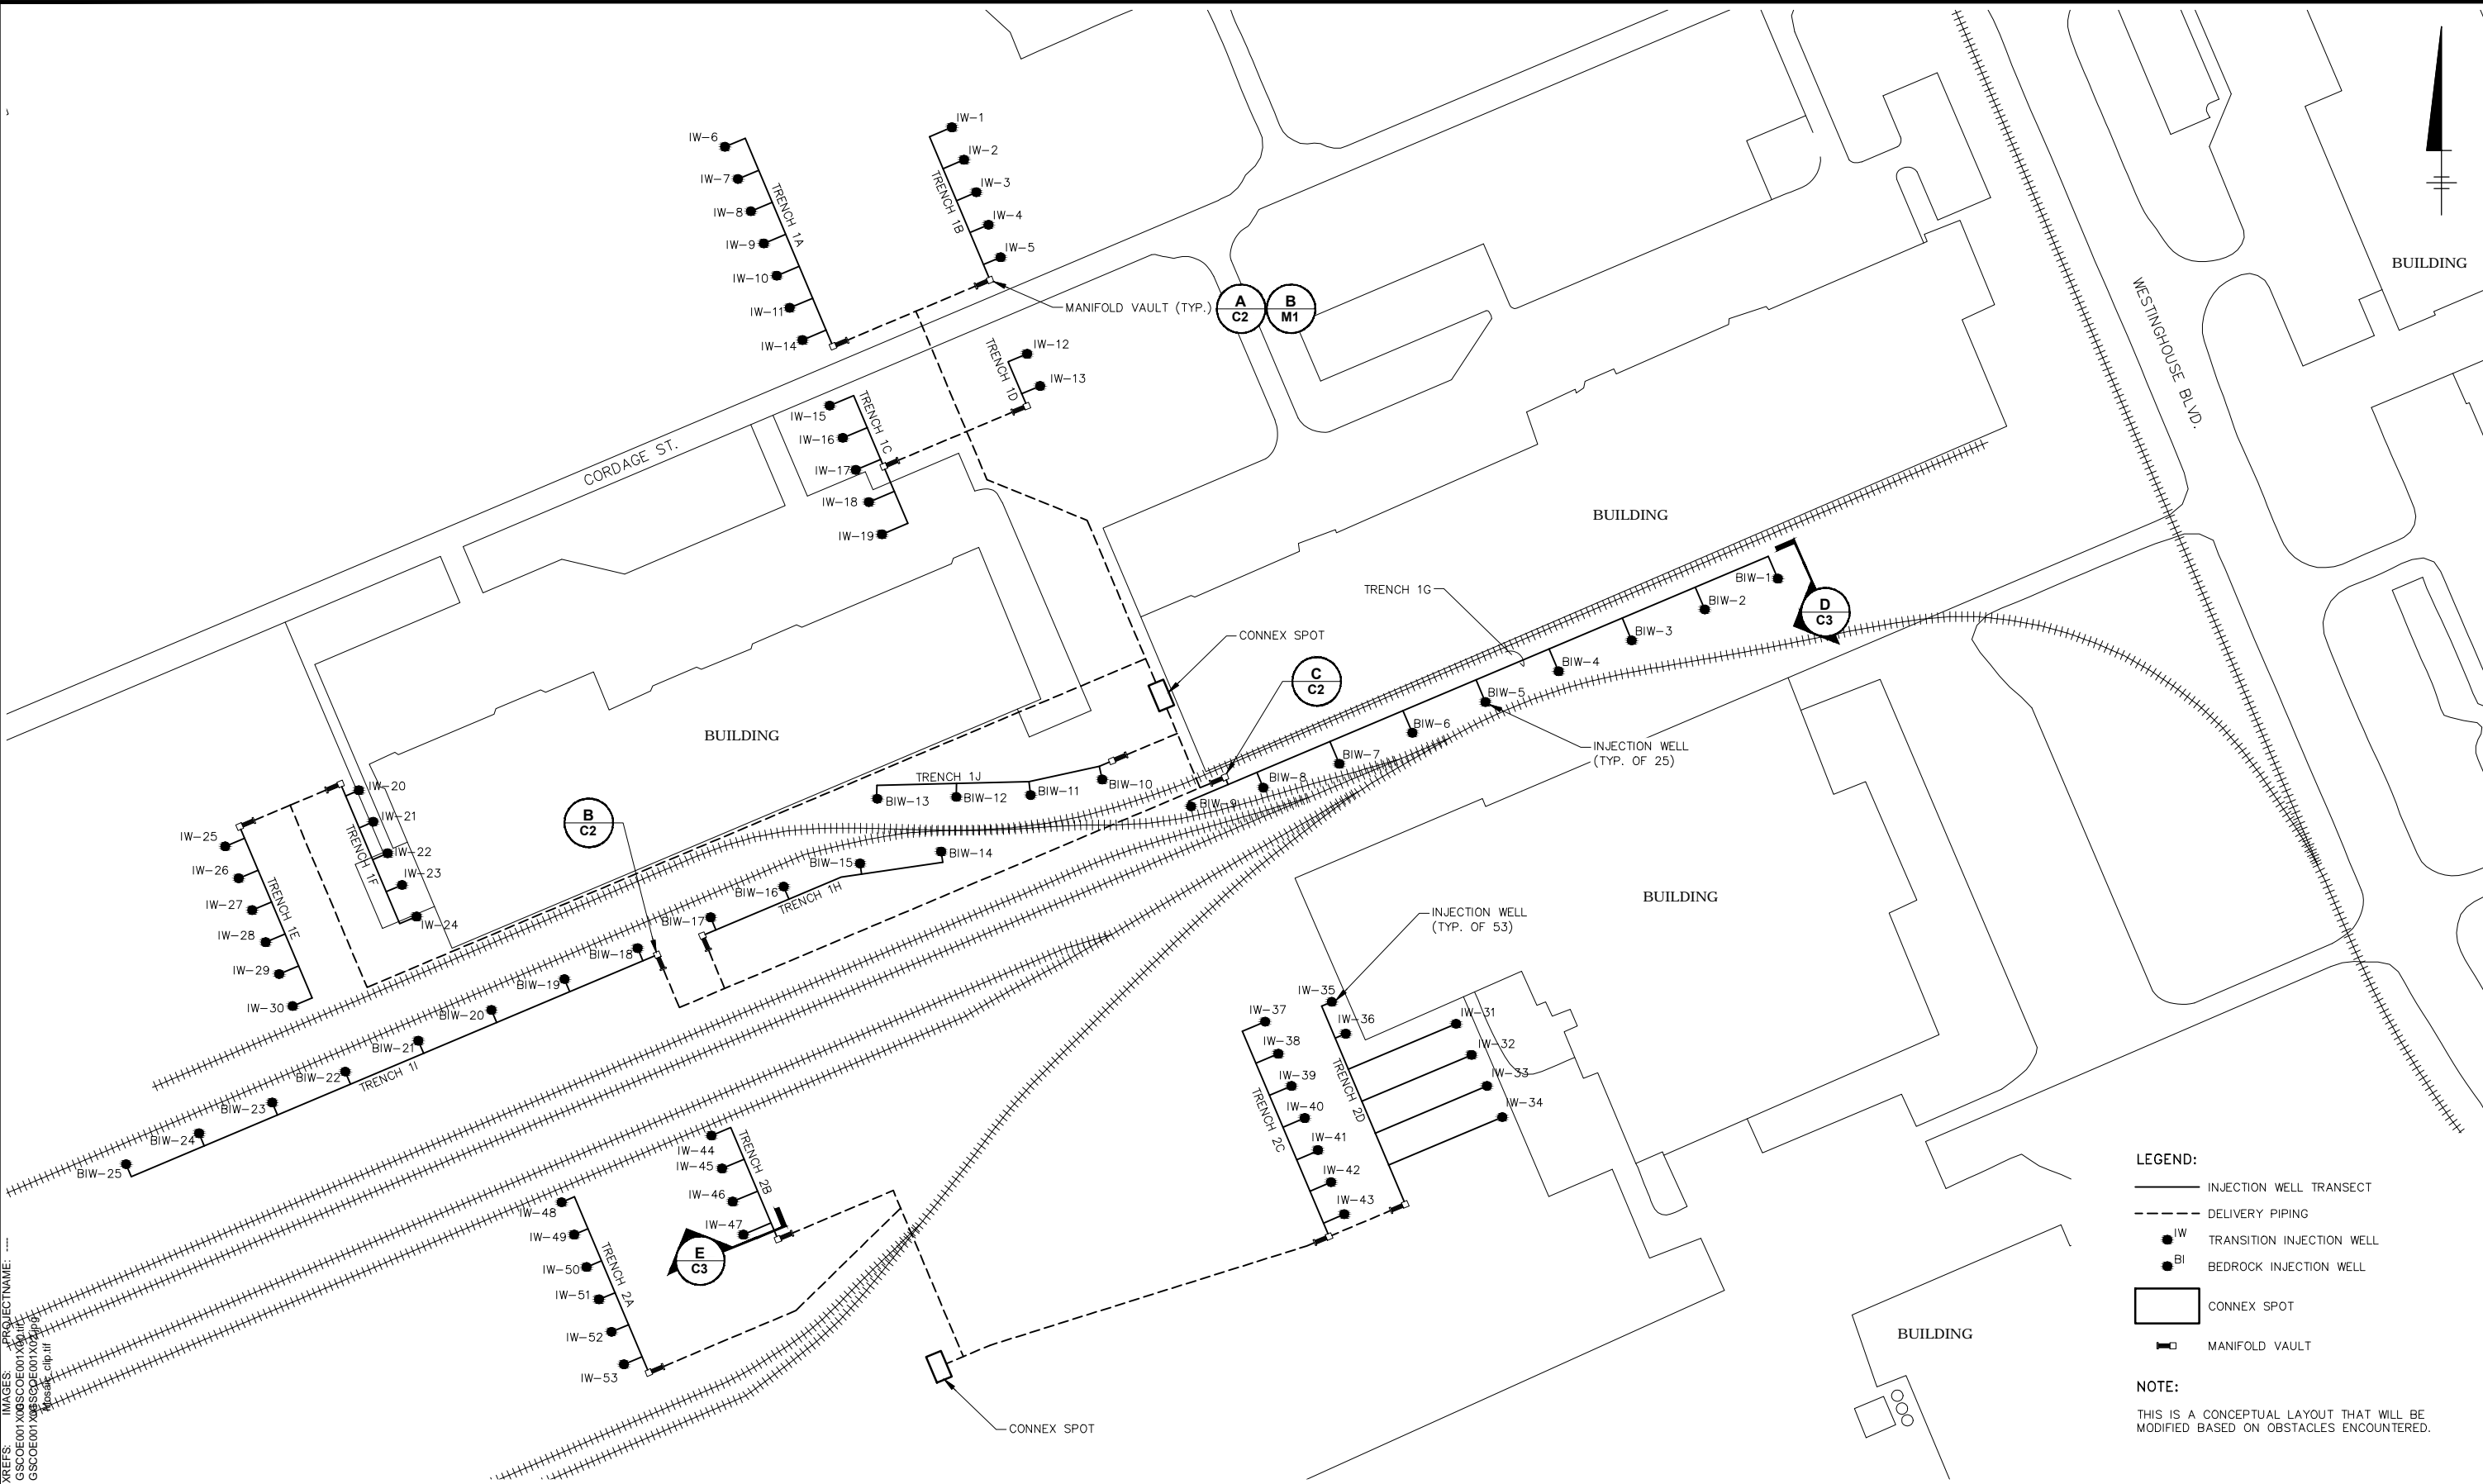 IW-1
IW-2
IW-3
IW-4
IW-5
TRENCH 1B
IW-6
IW-7
IW-8
IW-9
IW-10
IW-11
IW-14
TRENCH 1A
MANIFOLD VAULT (TYP.)
A
C2
B
M1
IW-12
IW-13
TRENCH 1D
IW-15
IW-16
IW-17
IW-18
IW-19
TRENCH 1C
CORDAGE ST.
WESTINGHOUSE BLVD.
BUILDING
BUILDING
TRENCH 1G
BIW-1
BIW-2
BIW-3
BIW-4
BIW-5
BIW-6
BIW-7
BIW-8
BIW-9
D
C3
CONNEX SPOT
C
C2
INJECTION WELL
(TYP. OF 25)
BUILDING
TRENCH 1J
BIW-10
BIW-11
BIW-12
BIW-13
B
C2
IW-20
IW-21
IW-22
IW-23
IW-24
TRENCH 1F
IW-25
IW-26
IW-27
IW-28
IW-29
IW-30
TRENCH 1E
BIW-14
BIW-15
BIW-16
BIW-17
TRENCH 1H
BIW-18
BIW-19
BIW-20
BIW-21
BIW-22
BIW-23
BIW-24
BIW-25
TRENCH 1I
BUILDING
INJECTION WELL
(TYP. OF 53)
IW-35
IW-36
IW-31
IW-32
IW-33
IW-34
TRENCH 2D
IW-37
IW-38
IW-39
IW-40
IW-41
IW-42
IW-43
TRENCH 2C
IW-44
IW-45
IW-46
IW-47
TRENCH 2B
E
C3
IW-48
IW-49
IW-50
IW-51
IW-52
IW-53
TRENCH 2A
CONNEX SPOT
BUILDING
LEGEND:
INJECTION WELL TRANSECT
DELIVERY PIPING
IW
TRANSITION INJECTION WELL
BI
BEDROCK INJECTION WELL
CONNEX SPOT
MANIFOLD VAULT
NOTE:
THIS IS A CONCEPTUAL LAYOUT THAT WILL BE
MODIFIED BASED ON OBSTACLES ENCOUNTERED.
XREFS: IMAGES: PROJECTNAME: ----